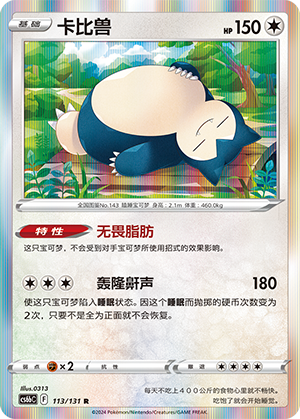 基础 卡比兽 HP 150
全国图鉴No.143 瞌睡宝可梦 身高：2.1m 体重：460.0kg
特性 无畏脂肪
这只宝可梦，不会受到对手宝可梦所使用招式的效果影响。
轰隆鼾声 180
使这只宝可梦陷入睡眠状态。因这个睡眠而抛掷的硬币次数变为
2次，只要不是全为正面就不会恢复。
弱点 ×2 抵抗力 撤退
Illus.0313
CS6bC F 113/131 R
每天不吃上４００公斤的食物心里就不畅快。
吃饱了就会开始睡觉。
©2024 Pokémon/Nintendo/Creatures/GAME FREAK.